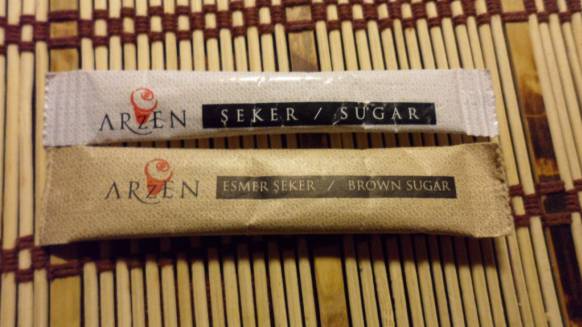 ARZEN ŞEKER / SUGAR
ARZEN ESMER ŞEKER / BROWN SUGAR